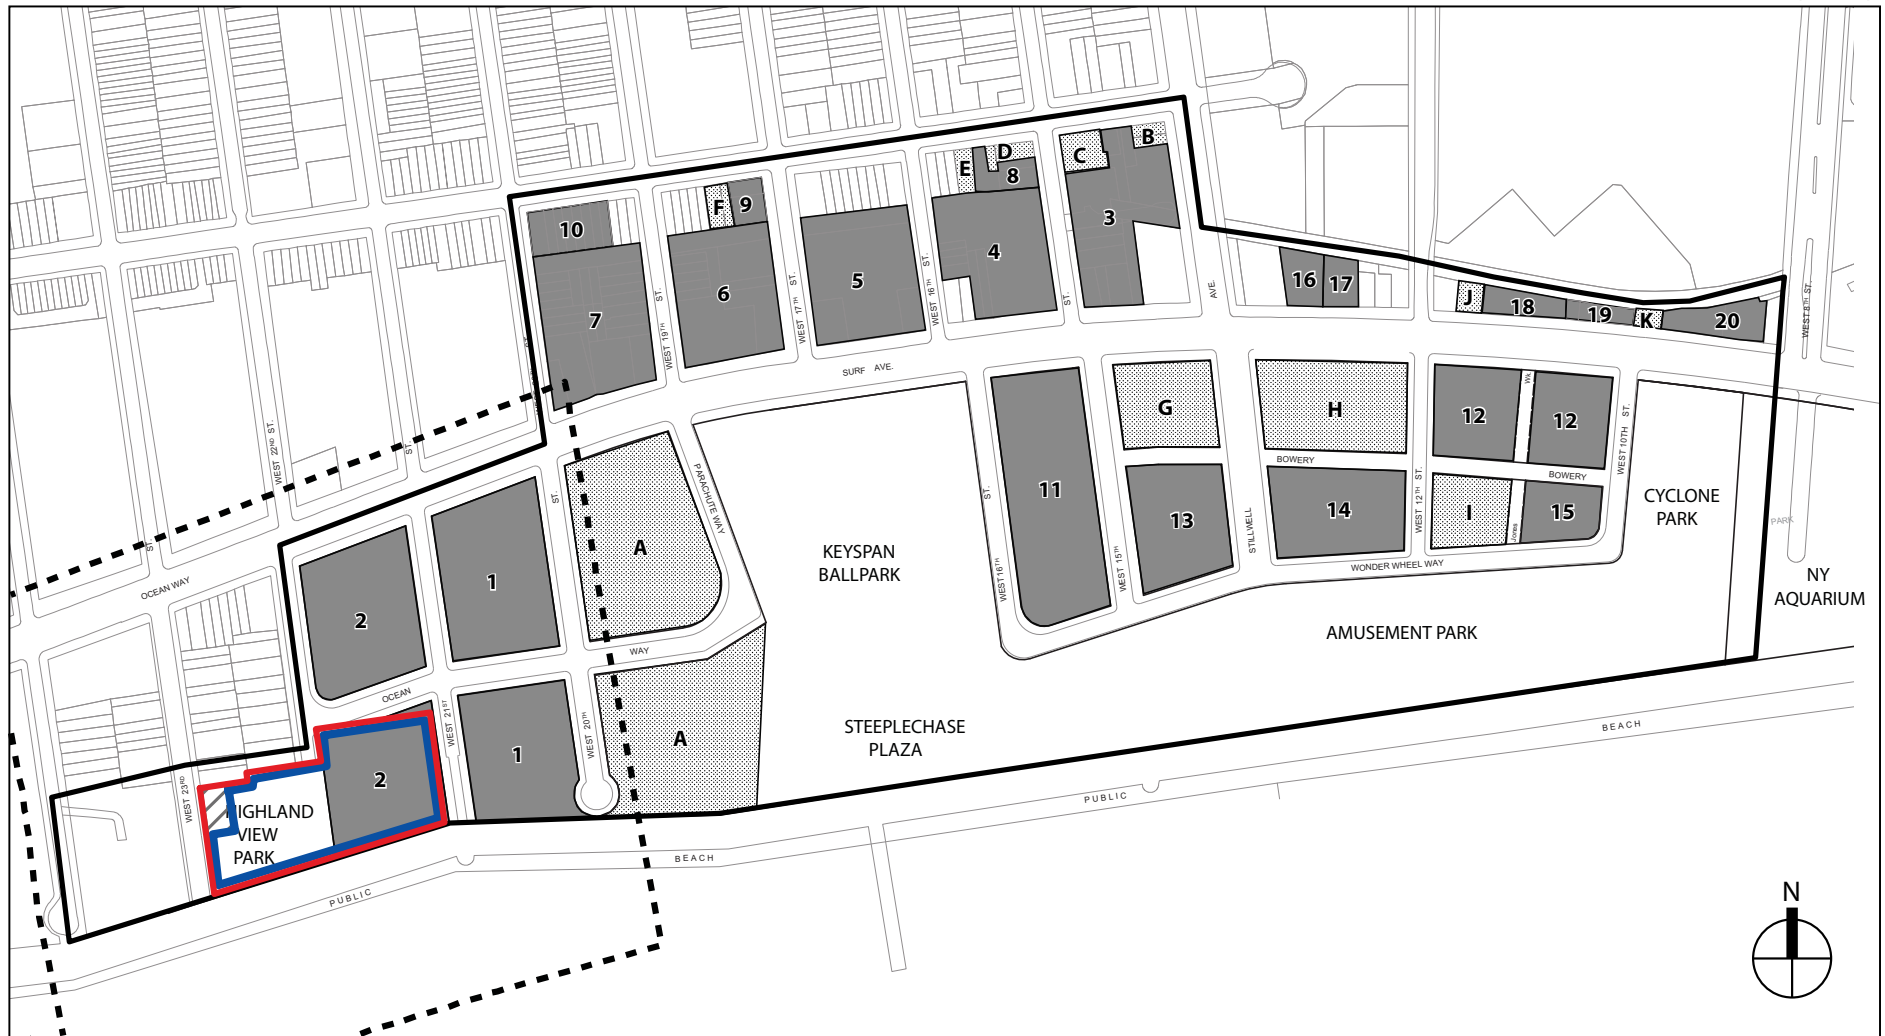 B
C
D
E
8
F
9
10
3
4
5
6
7
16
17
J
18
19
K
20
WEST 8TH ST.
AVE.
ST.
WEST 16TH ST.
WEST 17TH ST.
WEST 19TH ST.
SURF AVE.
WEST 22ND ST.
ST.
ST.
OCEAN WAY
G
H
12
Wk.
12
WEST 10TH ST.
BOWERY
BOWERY
11
13
14
I
Jones
15
WEST 12TH ST.
STILLWELL
WEST 15TH
ST.
WEST 16TH
WONDER WHEEL WAY
CYCLONE
PARK
PARK
NY
AQUARIUM
KEYSPAN
BALLPARK
AMUSEMENT PARK
STEEPLECHASE
PLAZA
PARACHUTE WAY
A
ST.
1
2
WAY
OCEAN
WEST 21ST
WEST 20TH
A
1
2
WEST 23RD
HIGHLAND
VIEW
PARK
PUBLIC
BEACH
PUBLIC
BEACH
N